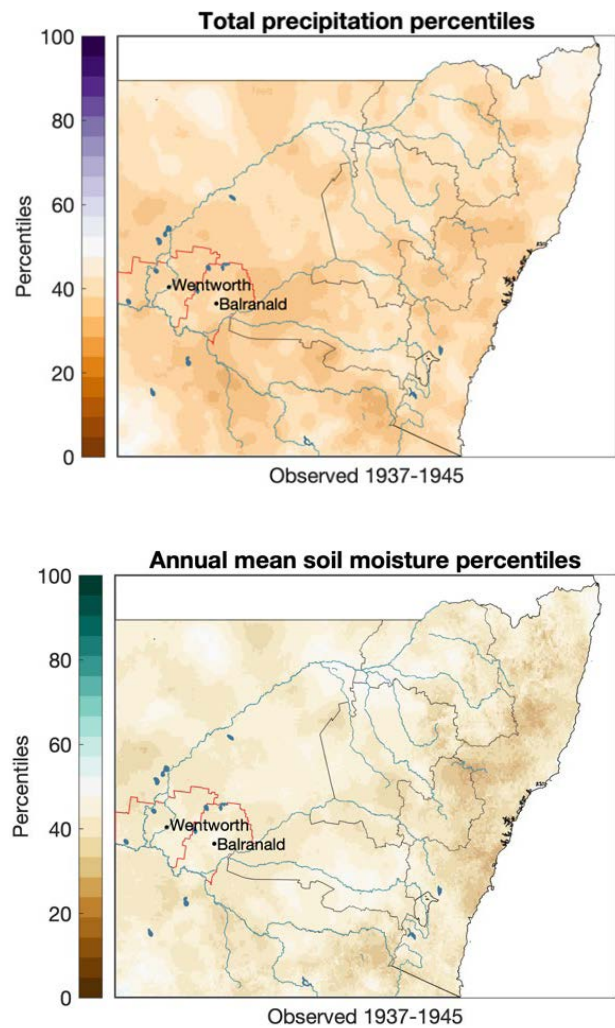 Total precipitation percentiles
100
80
60
40
20
0
Percentiles
Wentworth
Balranald
Observed 1937-1945
Annual mean soil moisture percentiles
100
80
60
40
20
0
Percentiles
Wentworth
Balranald
Observed 1937-1945